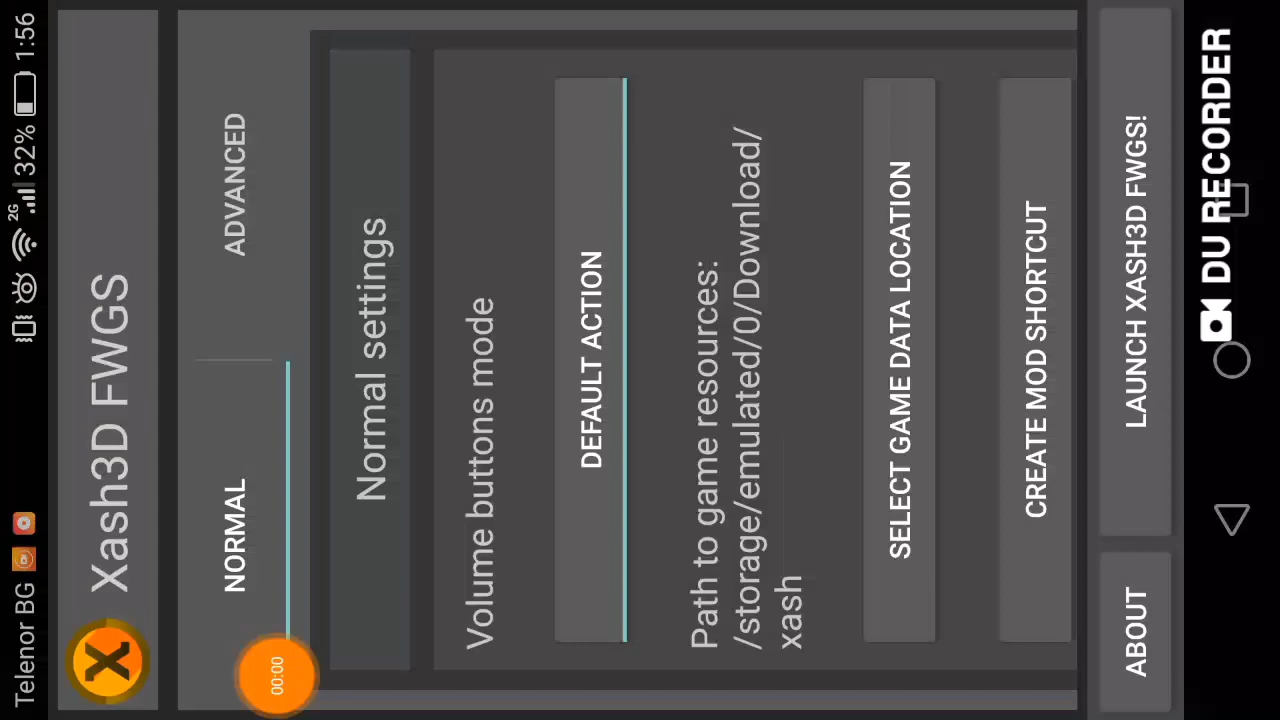 Telenor BG
2G
32%
1:56
X
Xash3D FWGS
NORMAL
ADVANCED
00:00
Normal settings
Volume buttons mode
DEFAULT ACTION
Path to game resources:
/storage/emulated/0/Download/
xash
SELECT GAME DATA LOCATION
CREATE MOD SHORTCUT
ABOUT
LAUNCH XASH3D FWGS!
DU RECORDER